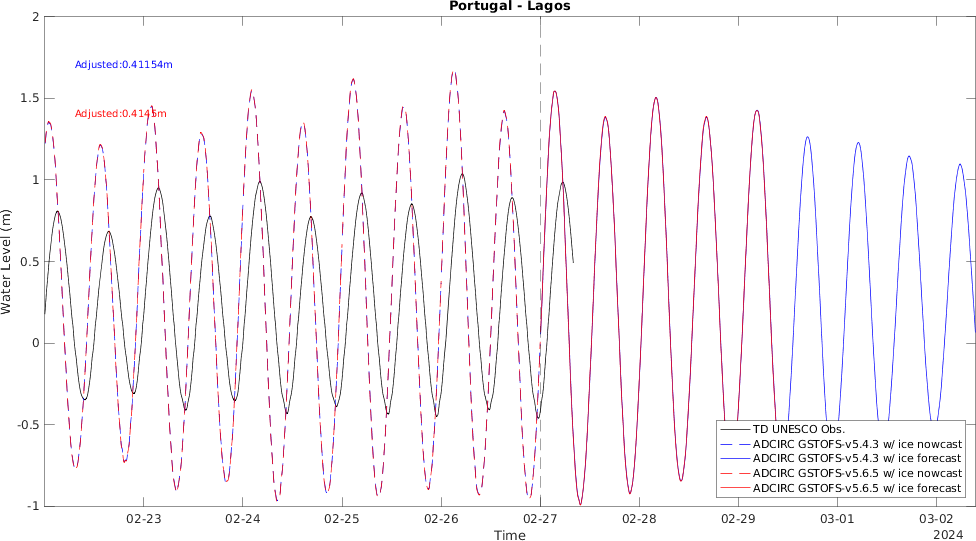 Portugal - Lagos
Adjusted:0.41154m
Adjusted:0.4145m
Water Level (m)
2
1.5
1
0.5
0
-0.5
-1
02-23
02-24
02-25
02-26
02-27
02-28
02-29
03-01
03-02
2024
Time
TD UNESCO Obs.
ADCIRC GSTOFS-v5.4.3 w/ ice nowcast
ADCIRC GSTOFS-v5.4.3 w/ ice forecast
ADCIRC GSTOFS-v5.6.5 w/ ice nowcast
ADCIRC GSTOFS-v5.6.5 w/ ice forecast